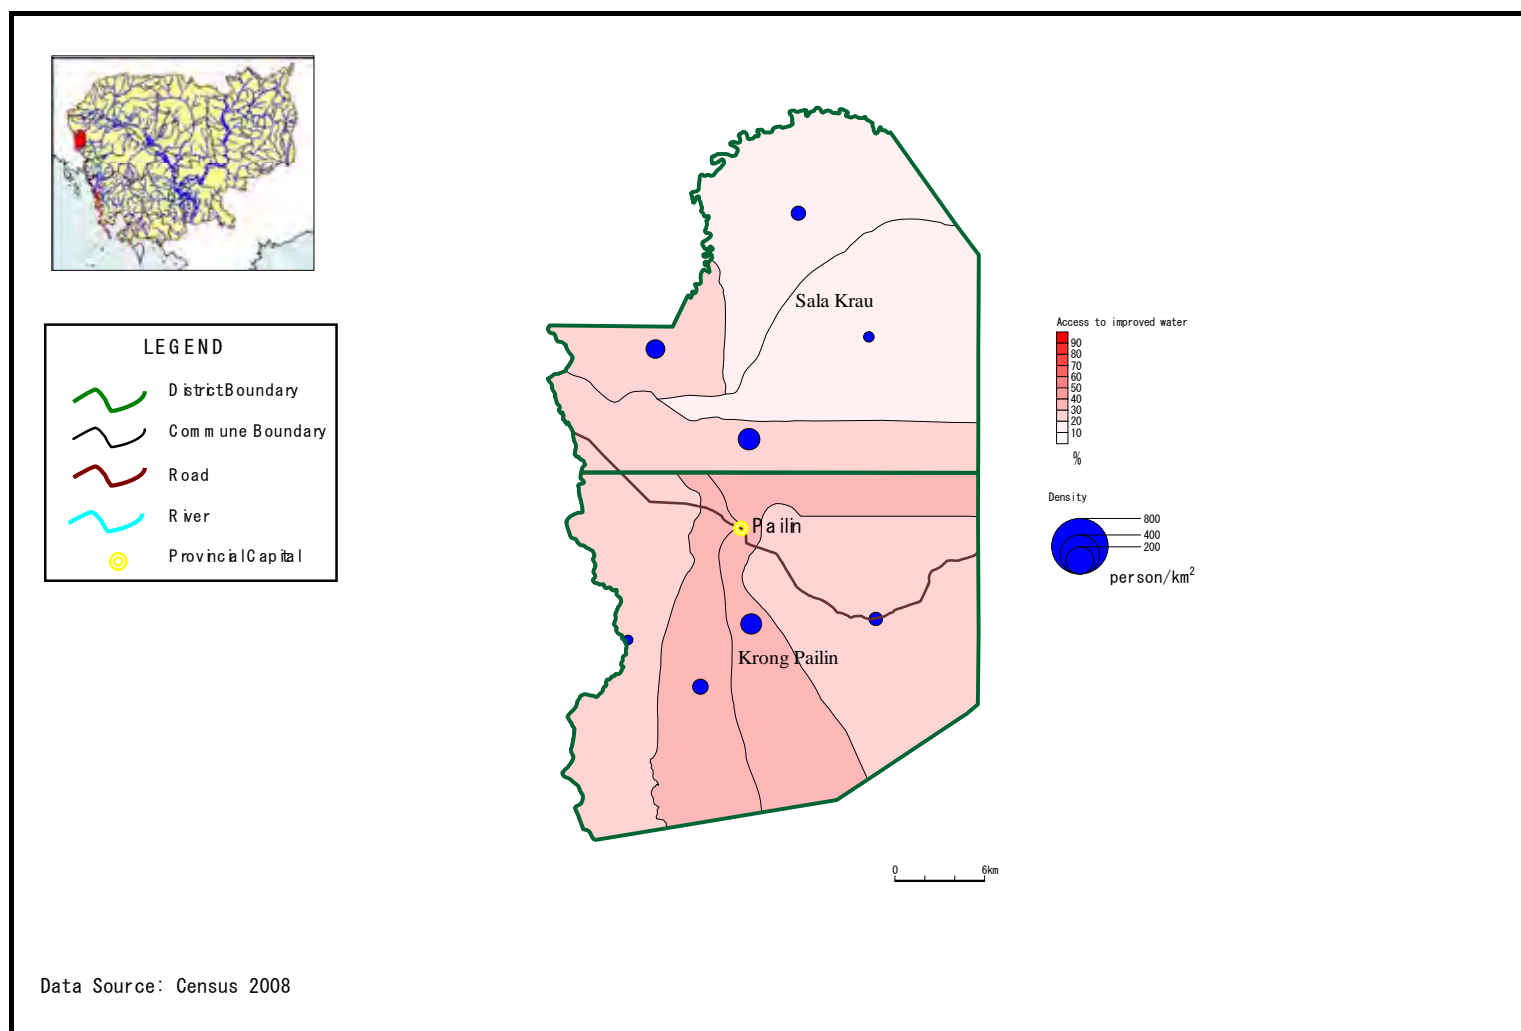 LEGEND
District Boundary
Commune Boundary
Road
River
Provincial Capital
Sala Krau
Pailin
Krong Pailin
Access to improved water
90
80
70
60
50
40
30
20
10
%
Density
800
400
200
person/km²
0 6km
Data Source: Census 2008